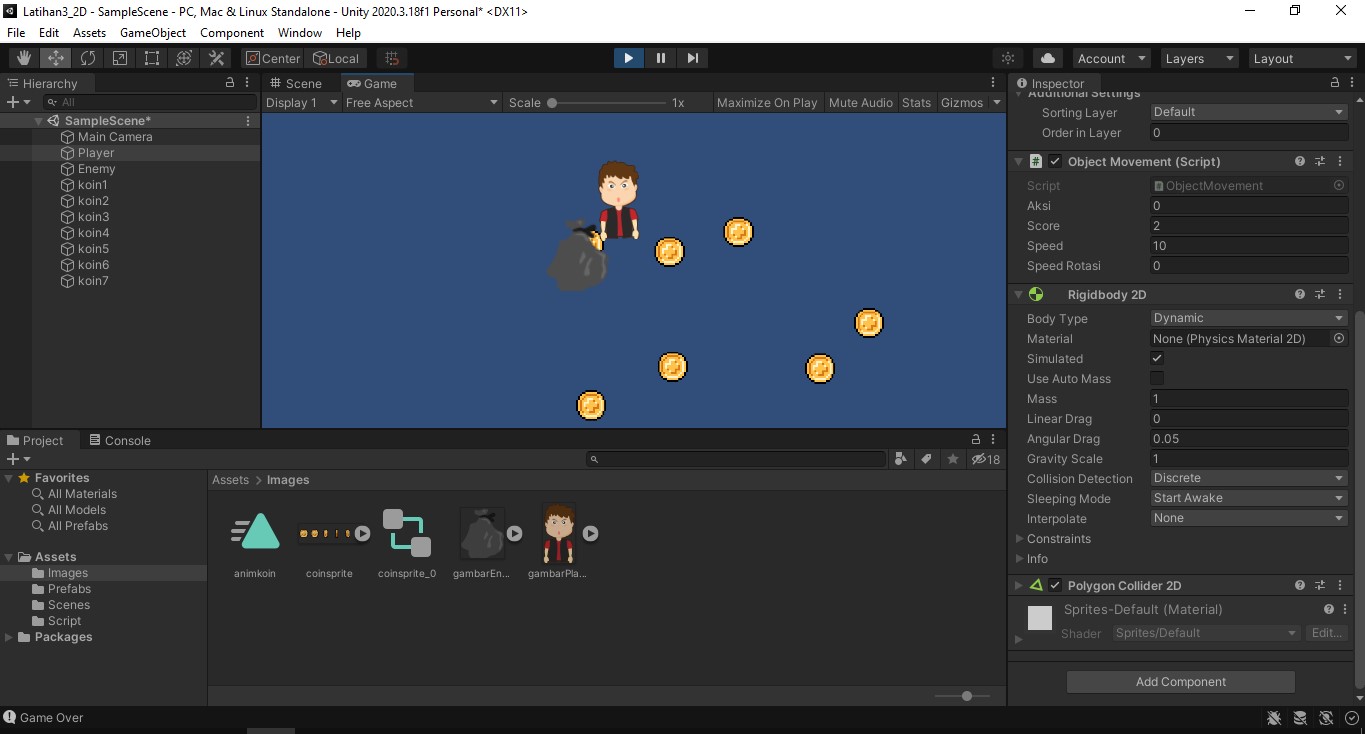 Latihan3_2D - SampleScene - PC, Mac & Linux Standalone - Unity 2020.3.18f1 Personal* <DX11>
File Edit Assets GameObject Component Window Help
Center Local Account Layers Layout
Hierarchy
All
SampleScene*
Main Camera
Player
Enemy
koin1
koin2
koin3
koin4
koin5
koin6
koin7
Scene Game
Display 1 Free Aspect Scale 1x Maximize On Play Mute Audio Stats Gizmos
Inspector
Additional Settings
Sorting Layer Default
Order in Layer 0
Object Movement (Script)
Script ObjectMovement
Aksi 0
Score 2
Speed 10
Speed Rotasi 0
Rigidbody 2D
Body Type Dynamic
Material None (Physics Material 2D)
Simulated
Use Auto Mass
Mass 1
Linear Drag 0
Angular Drag 0.05
Gravity Scale 1
Collision Detection Discrete
Sleeping Mode Start Awake
Interpolate None
Constraints
Info
Polygon Collider 2D
Sprites-Default (Material)
Shader Sprites/Default Edit...
Add Component
Project Console
18
Favorites
All Materials
All Models
All Prefabs
Assets
Images
Prefabs
Scenes
Script
Packages
Assets > Images
animkoin coinsprite coinsprite_0 gambarEn... gambarPla...
Game Over